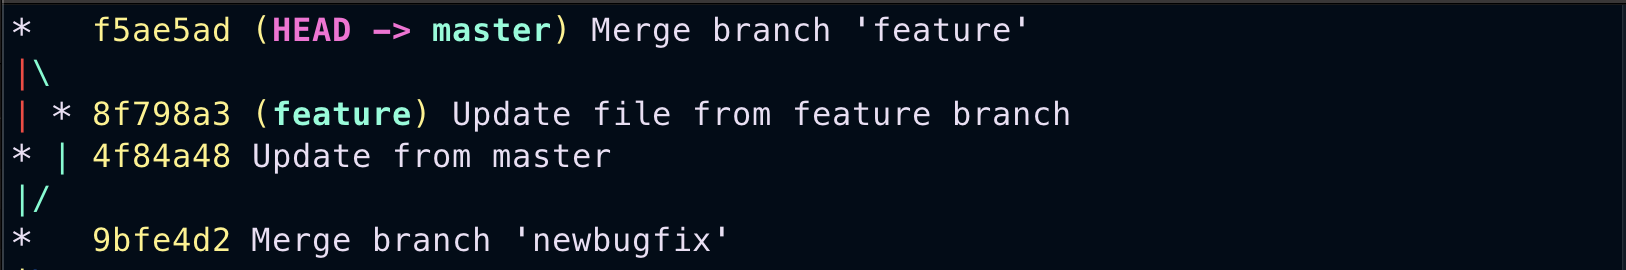 *   f5ae5ad (HEAD -> master) Merge branch 'feature'
|\
| * 8f798a3 (feature) Update file from feature branch
* | 4f84a48 Update from master
|/
*   9bfe4d2 Merge branch 'newbugfix'